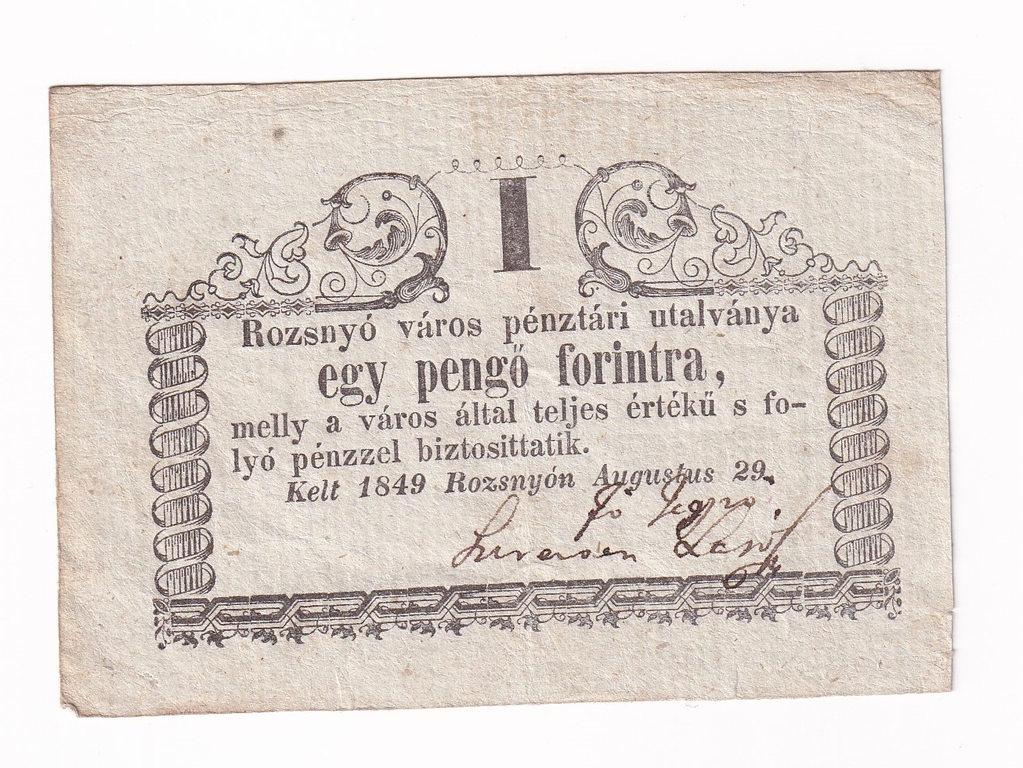 1
Rozsnyó város pénztári utalványa
egy pengő forintra,
melly a város által teljes értékű s fo-
lyó pénzzel biztosittatik.
Kelt 1849 Rozsnyón Augustus 29.